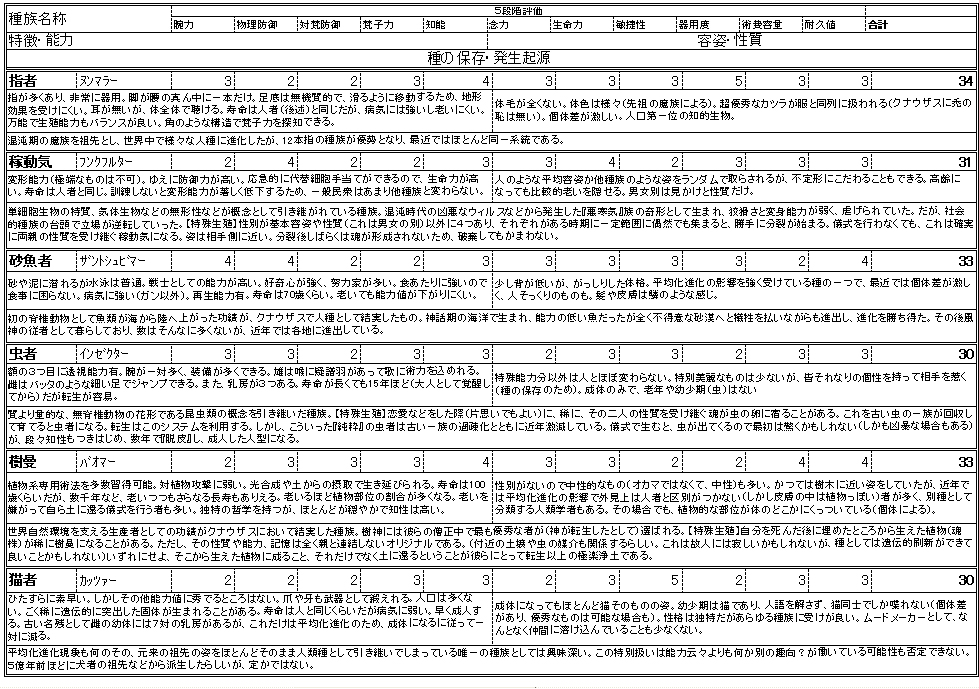 種族名称
5段階評価
腕力 物理防御 対梵防御 梵子力 知能 念力 生命力 敏捷性 器用度 術費容量 耐久値 合計
特徴・能力 容姿・性質
種の保存・発生起源
指者 ヌンマラー 3 2 2 3 4 3 3 3 5 3 3 34
指が多くあり、非常に器用。脚が腰の真ん中に一本だけ。足底は無機質的で、滑るように移動するため、地形
効果を受けにくい。耳が無いが、体全体で聴ける。寿命は人者(後述)と同じだが、病気には強いし老いにくい。
万能で生題能力もバランスが良い。角のような構造で梵子力を探知できる。
体毛が全くない。体色は様々(先祖の魔族による)。超優秀なカツラが服と同列に扱われる(クナウザスに禿の
恥は無い)。個体差が激しい。人口第一位の知的生物。
混沌期の魔族を祖先とし、世界中で様々な人種に進化したが、12本指の種族が優勢となり、最近ではほとんど同一系統である。
稼動気 フンクフルター 2 4 2 3 3 3 4 3 3 3 1 31
変形能力(極端なものは不可)。ゆえに防御力が高い。応急的に代替細胞手当てができるので、生命力が高
い。寿命は人者と同じ。訓練しないと変形能力が著しく低下するため、一般民衆はあまり他種族と変わらない。
人のような平均容姿か他種族のような姿をランダムで取られるが、不定形にこだわることもできる。高齢に
なっても比較的老いを隠せる。男女別は見かけと性質だけ。
単細胞生物の特質、気体生物などの無形性などが概念として引き継がれている種族。混沌時代の凶悪なウィルスなどから発生した『悪寒気』族の奇形として生まれ、狡猾さと変身能力が弱く、虐げられていた。だが、社会
的種族の台頭で立場が逆転していった。【特殊生題】性別が基本容姿や性質(これは男女の別)以外に4つあり、それぞれがある時期に一定範囲に偶然でも集まると、勝手に分裂が始まる。儀式を行わなくても、これは確実
に両親の性質を受け継ぐ稼動気になる。姿は相手側に近い。分裂後しばらくは魂が形成されないため、破棄してもかまわない。
砂魚者 ザントシュピマー 4 4 2 2 3 3 3 3 2 3 4 33
砂や泥に潜れるが水泳は普通。戦士としての能力が高い。好奇心が強く、努力家が多い。食あたりに強いので
食事に困らない。病気に強い(ガン以外)。再生能力有。寿命は70歳くらい。老いても能力値が下がりにくい。
少し背が低いが、がっしりした体格。平均化進化の影響を強く受けている種の一つで、最近では個体差が激し
く、人そっくりのものも。髪や皮膚は鱗のような感じ。
初の脊椎動物として魚類が海から陸へ上がった功績が、クナウザスで人種として結実したもの。神話期の海洋で生まれ、能力の低い魚だったが全く不得意な砂漠へと犠牲を払いながらも進出し、進化を勝ち得た。その後風
神の従者として暮らしており、数はそんなに多くないが、近年では各地に進出している。
虫者 インゼクター 3 3 2 3 3 2 2 3 3 3 3 30
額の3つ目に透視能力有。腕が一対多く、装備が多くできる。雄は喉に疑譜羽があって歌に術力を込めれる。
雌はバッタのような細い足でジャンプできる。また、乳房が3つある。寿命が長くても15年ほど(大人として覚醒し
てから)だが転生が容易。
特殊能力分以外は人とほぼ変わらない。特別美麗なものは少ないが、皆それなりの個性を持って相手を惹く
(種の保存のため)。成体のみで、老年や幼少期(虫)はない
質より量的な、無脊椎動物の花形である昆虫類の概念を引き継いだ種族。【特殊生題】恋愛などをした際(片思いでもよい)に、稀に、その二人の性質を受け継ぐ魂が虫の卵に宿ることがある。これを古い虫の一族が回収し
て育てると虫者になる。転生はこのシステムを利用する。しかし、こういった『純粋』の虫者は古い一族の過疎化とともに近年激減している。儀式で生むと、虫が出てくるので最初は驚くかもしれない(しかも凶暴な場合もある)
が、段々知性もつきはじめ、数年で『脱皮』し、成人した人型になる。
樹曼 バオマー 2 3 3 3 4 3 3 2 3 3 4 33
植物系専用術法を多数習得可能。対植物攻撃に弱い。光合成や土からの摂取で生き延びられる。寿命は100
歳くらいだが、数千年など、老いつつもさらなる長寿もありえる。老いるほど植物部位の割合が多くなる。老いを
嫌がって自ら土に還る儀式を行う者も多い。独特の哲学を持つが、ほとんどが穏やかで知性は高い。
性別がないので中性的なもの(オカマではなくて、中性)も多い。かつては樹木に近い姿をしていたが、近年で
は平均化進化の影響で外見上は人者と区別がつかない(しかし皮膚の中は植物っぽい)者が多く、別種として
分類する人類学者もある。その場合でも、植物的な部位が体のどこかにくっついている(個体による)。
世界自然環境を支える生産者としての功績がクナウザスにおいて結実した種族。樹神には彼らの僧正中で最も優秀な者が(神が転生したとして)選ばれる。【特殊生題】自分を死んだ後に埋めたところから生えた植物(魂
株)が稀に樹曼になることがある。ただし、その性質や能力、記憶は全く親と連結しないオリジナルである。(付近の土壌や虫の媒介も関係するらしい。これは故人には寂しいかもしれないが、種としては遺伝的刷新ができて
良いことかもしれない)いずれにせよ、そこから生えた植物に成ること、それだけでなく土に還るということが彼らにとって転生以上の極楽浄土である。
猫者 カッツァー 3 2 2 3 3 2 3 5 2 3 2 30
ひたすらに素早い。しかしその他能力値に秀でるところはない。爪や牙も武器として鍛えれる。人口は多くな
い。ごく稀に遺伝的に突出した固体が生まれることがある。寿命は人と同じくらいだが病気に弱い。早く成人す
る。古い名残として雌の幼体には7対の乳房があるが、これだけは平均化進化のため、成体になるに従って一
対に減る。
成体になってもほとんど猫そのものの姿。幼少期は猫であり、人語を解さず、猫同士でしか喋れない(個体差
があり、優秀なものは可能な場合も)。性格は独特だがあらゆる種族に受けが良い。ムードメーカーとして、な
んとなく仲間に溶け込んでいることも少なくない。
平均化進化現象も何のその、元来の祖先の姿をほとんどそのまま人類種として引き継いでしまっている唯一の種族としては興味深い。この特別扱いは能力云々よりも何か別の趣向？が働いている可能性も否定できない。
5億年前ほどに犬者の祖先などから派生したらしいが、定かではない。